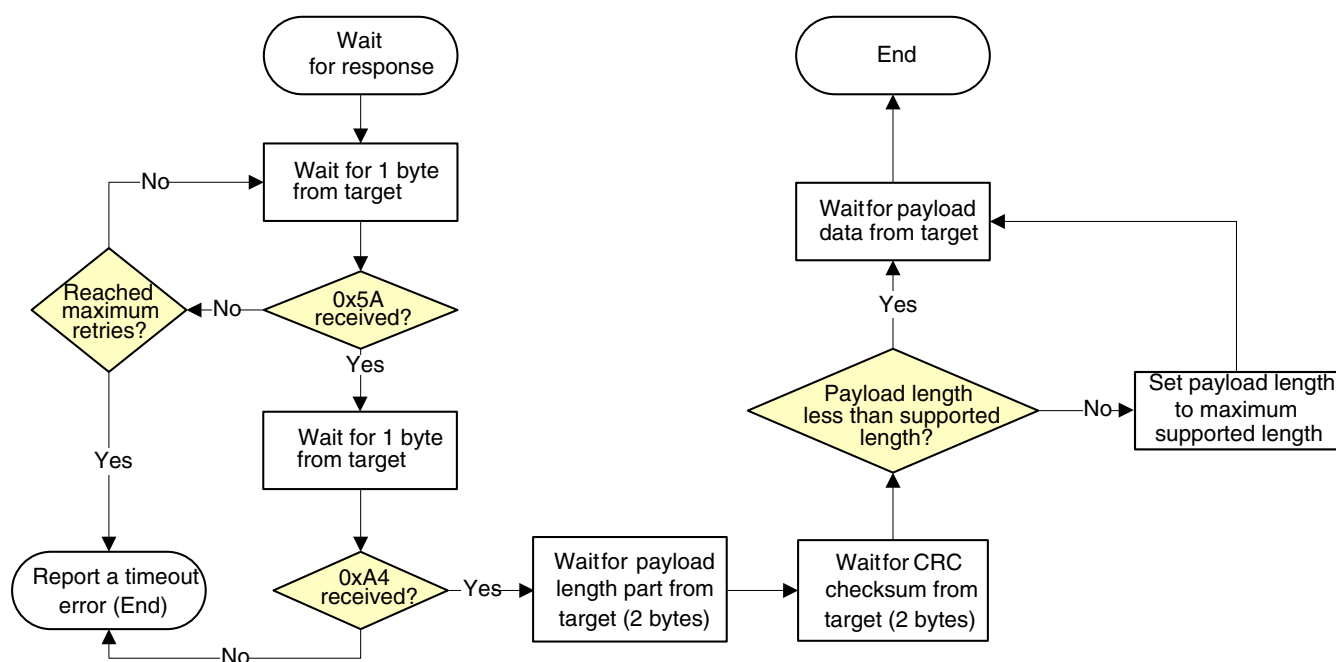 Wait
for response
Wait for 1 byte
from target
No
Reached
maximum
retries?
No
0x5A
received?
Yes
Wait for 1 byte
from target
Yes
Report a timeout
error (End)
0xA4
received?
No
Yes
Wait for payload
length part from
target (2 bytes)
Wait for CRC
checksum from
target (2 bytes)
Payload length
less than supported
length?
No
Set payload length
to maximum
supported length
Yes
Wait for payload
data from target
End